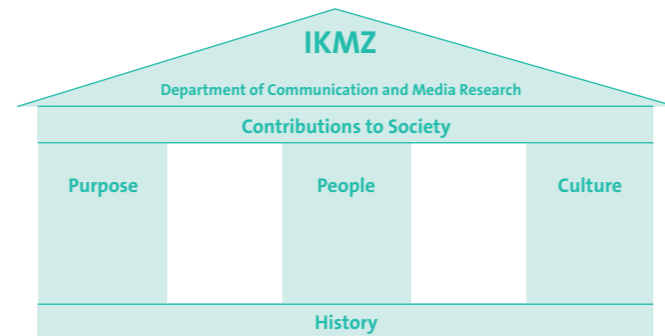 IKMZ
Department of Communication and Media Research
Contributions to Society
Purpose
People
Culture
History